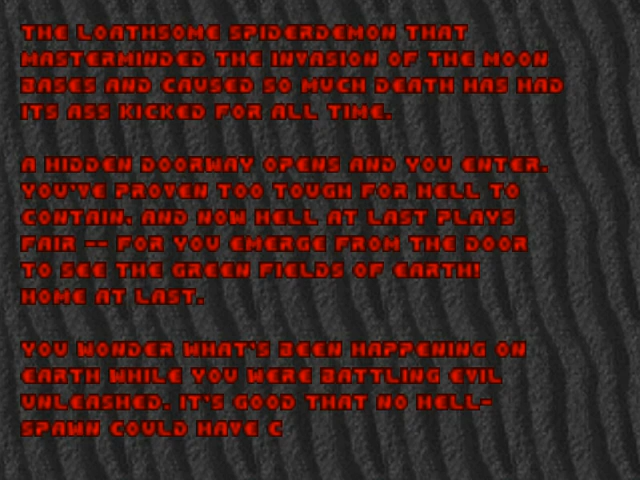 THE LOATHSOME SPIDERDEMON THAT
MASTERMINDED THE INVASION OF THE MOON
BASES AND CAUSED SO MUCH DEATH HAS HAD
ITS ASS KICKED FOR ALL TIME.
A HIDDEN DOORWAY OPENS AND YOU ENTER.
YOU'VE PROVEN TOO TOUGH FOR HELL TO
CONTAIN, AND NOW HELL AT LAST PLAYS
FAIR -- FOR YOU EMERGE FROM THE DOOR
TO SEE THE GREEN FIELDS OF EARTH!
HOME AT LAST.
YOU WONDER WHAT'S BEEN HAPPENING ON
EARTH WHILE YOU WERE BATTLING EVIL
UNLEASHED. IT'S GOOD THAT NO HELL-
SPAWN COULD HAVE C